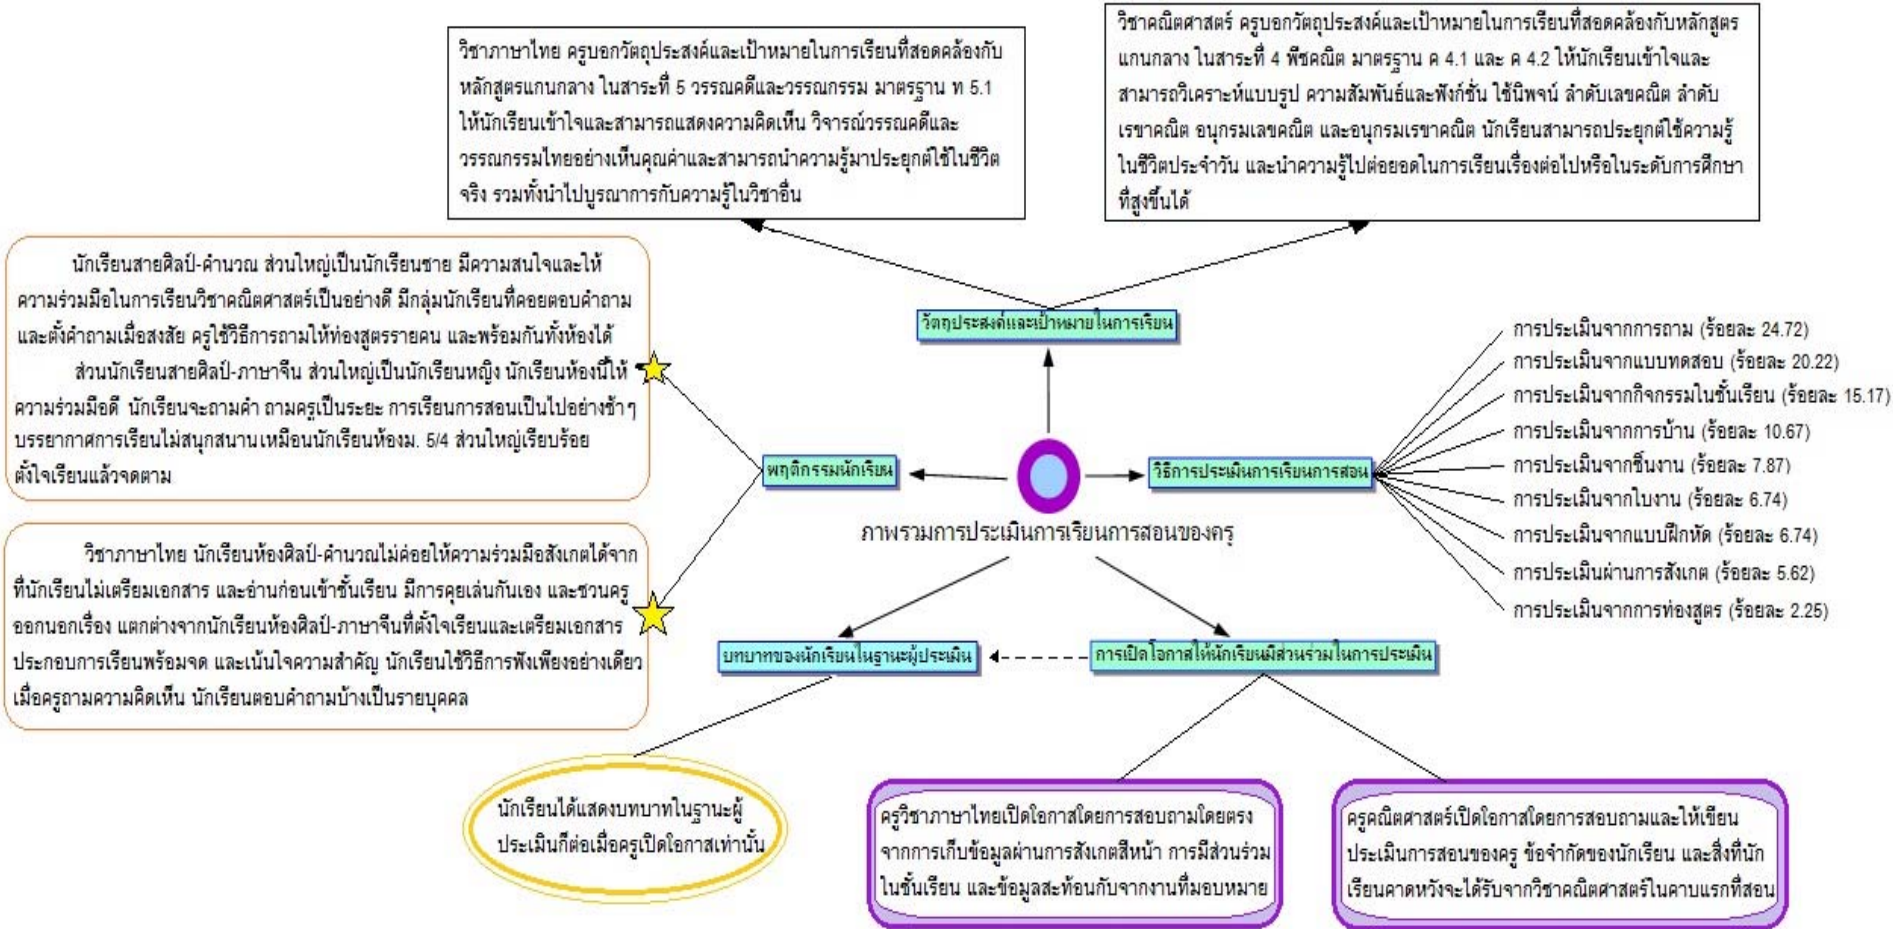 วิชาภาษาไทย ครูบอกวัตถุประสงค์และเป้าหมายในการเรียนที่สอดคล้องกับ
หลักสูตรแกนกลาง ในสาระที่ 5 วรรณคดีและวรรณกรรม มาตรฐาน ท 5.1
ให้นักเรียนเข้าใจและสามารถแสดงความคิดเห็น วิจารณ์วรรณคดีและ
วรรณกรรมไทยอย่างเห็นคุณค่าและสามารถนำความรู้มาประยุกต์ใช้ในชีวิต
จริง รวมทั้งนำไปบูรณาการกับความรู้ในวิชาอื่น
วิชาคณิตศาสตร์ ครูบอกวัตถุประสงค์และเป้าหมายในการเรียนที่สอดคล้องกับหลักสูตร
แกนกลาง ในสาระที่ 4 พีชคณิต มาตรฐาน ค 4.1 และ ค 4.2 ให้นักเรียนเข้าใจและ
สามารถวิเคราะห์แบบรูป ความสัมพันธ์และฟังก์ชั่น ใช้นิพจน์ ลำดับเลขคณิต ลำดับ
เรขาคณิต อนุกรมเลขคณิต และอนุกรมเรขาคณิต นักเรียนสามารถประยุกต์ใช้ความรู้
ในชีวิตประจำวัน และนำความรู้ไปต่อยอดในการเรียนเรื่องต่อไปหรือในระดับการศึกษา
ที่สูงขึ้นได้
นักเรียนสายศิลป์-คำนวณ ส่วนใหญ่เป็นนักเรียนชาย มีความสนใจและให้
ความร่วมมือในการเรียนวิชาคณิตศาสตร์เป็นอย่างดี มีกลุ่มนักเรียนที่คอยตอบคำถาม
และตั้งคำถามเมื่อสงสัย ครูใช้วิธีการถามให้ท่องสูตรรายคน และพร้อมกันทั้งห้องได้
ส่วนนักเรียนสายศิลป์-ภาษาจีน ส่วนใหญ่เป็นนักเรียนหญิง นักเรียนห้องนี้ให้
ความร่วมมือดี นักเรียนจะถามคำ ถามครูเป็นระยะ การเรียนการสอนเป็นไปอย่างช้าๆ
บรรยากาศการเรียนไม่สนุกสนานเหมือนนักเรียนห้องม. 5/4 ส่วนใหญ่เรียบร้อย
ตั้งใจเรียนแล้วจดตาม
วัตถุประสงค์และเป้าหมายในการเรียน
การประเมินจากการถาม (ร้อยละ 24.72)
การประเมินจากแบบทดสอบ (ร้อยละ 20.22)
การประเมินจากกิจกรรมในชั้นเรียน (ร้อยละ 15.17)
การประเมินจากการบ้าน (ร้อยละ 10.67)
การประเมินจากชิ้นงาน (ร้อยละ 7.87)
การประเมินจากใบงาน (ร้อยละ 6.74)
การประเมินจากแบบฝึกหัด (ร้อยละ 6.74)
การประเมินผ่านการสังเกต (ร้อยละ 5.62)
การประเมินจากการท่องสูตร (ร้อยละ 2.25)
พฤติกรรมนักเรียน
วิธีการประเมินการเรียนการสอน
ภาพรวมการประเมินการเรียนการสอนของครู
วิชาภาษาไทย นักเรียนห้องศิลป์-คำนวณไม่ค่อยให้ความร่วมมือสังเกตได้จาก
ที่นักเรียนไม่เตรียมเอกสาร และอ่านก่อนเข้าชั้นเรียน มีการคุยเล่นกันเอง และชวนครู
ออกนอกเรื่อง แตกต่างจากนักเรียนห้องศิลป์-ภาษาจีนที่ตั้งใจเรียนและเตรียมเอกสาร
ประกอบการเรียนพร้อมจด และเน้นใจความสำคัญ นักเรียนใช้วิธีการฟังเพียงอย่างเดียว
เมื่อครูถามความคิดเห็น นักเรียนตอบคำถามบ้างเป็นรายบุคคล
บทบาทของนักเรียนในฐานะผู้ประเมิน
การเปิดโอกาสให้นักเรียนมีส่วนร่วมในการประเมิน
นักเรียนได้แสดงบทบาทในฐานะผู้
ประเมินก็ต่อเมื่อครูเปิดโอกาสเท่านั้น
ครูวิชาภาษาไทยเปิดโอกาสโดยการสอบถามโดยตรง
จากการเก็บข้อมูลผ่านการสังเกตสีหน้า การมีส่วนร่วม
ในชั้นเรียน และข้อมูลสะท้อนกับจากงานที่มอบหมาย
ครูคณิตศาสตร์เปิดโอกาสโดยการสอบถามและให้เขียน
ประเมินการสอนของครู ข้อจำกัดของนักเรียน และสิ่งที่นัก
เรียนคาดหวังจะได้รับจากวิชาคณิตศาสตร์ในคาบแรกที่สอน